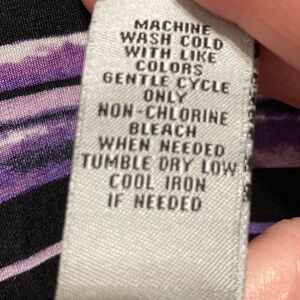 MACHINE
WASH COLD
WITH LIKE
COLORS
GENTLE CYCLE
ONLY
NON-CHLORINE
BLEACH
WHEN NEEDED
TUMBLE DRY LOW
COOL IRON
IF NEEDED